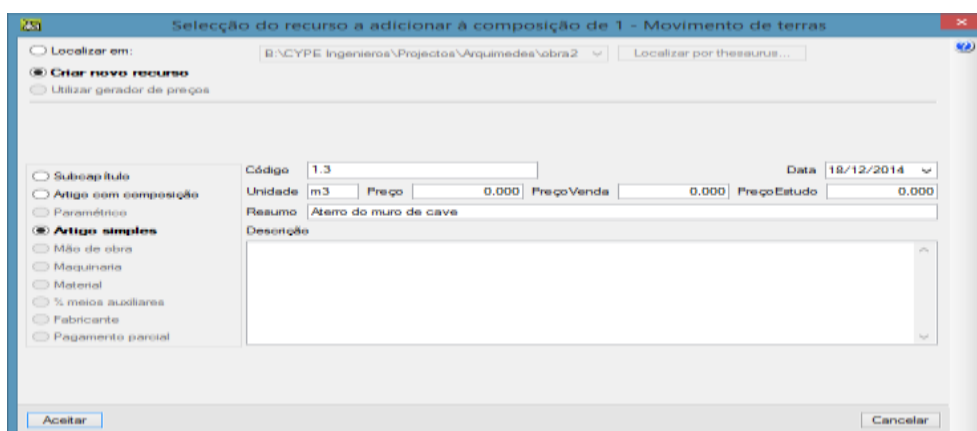 Selecção do recurso a adicionar à composição de 1 - Movimento de terras
Localizar em: B:\CYPE Ingenieros\Projectos\Arquimedes\obra2 Localizar por thesaurus...
Criar novo recurso
Utilizar gerador de preços
Subcapítulo
Artigo com composição
Paramétrico
Artigo simples
Mão de obra
Maquinaria
Material
% meios auxiliares
Fabricante
Pagamento parcial
Código 1.3 Data 18/12/2014
Unidade m3 Preço 0.000 PreçoVenda 0.000 PreçoEstudo 0.000
Resumo Aterro do muro de cave
Descrição
Aceitar Cancelar